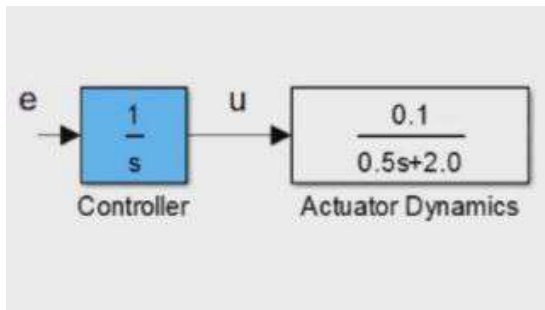 e
1
s
Controller
u
0.1
0.5s+2.0
Actuator Dynamics